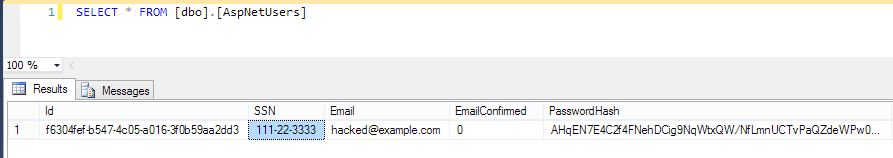 1 SELECT * FROM [dbo].[AspNetUsers]
100 %
Results Messages
Id SSN Email EmailConfirmed PasswordHash
1 f6304fef-b547-4c05-a016-3f0b59aa2dd3 111-22-3333 hacked@example.com 0 AHqEN7E4C2f4FNehDCig9NqWtxQW/NfLmnUCTvPaQZdeWPw0...